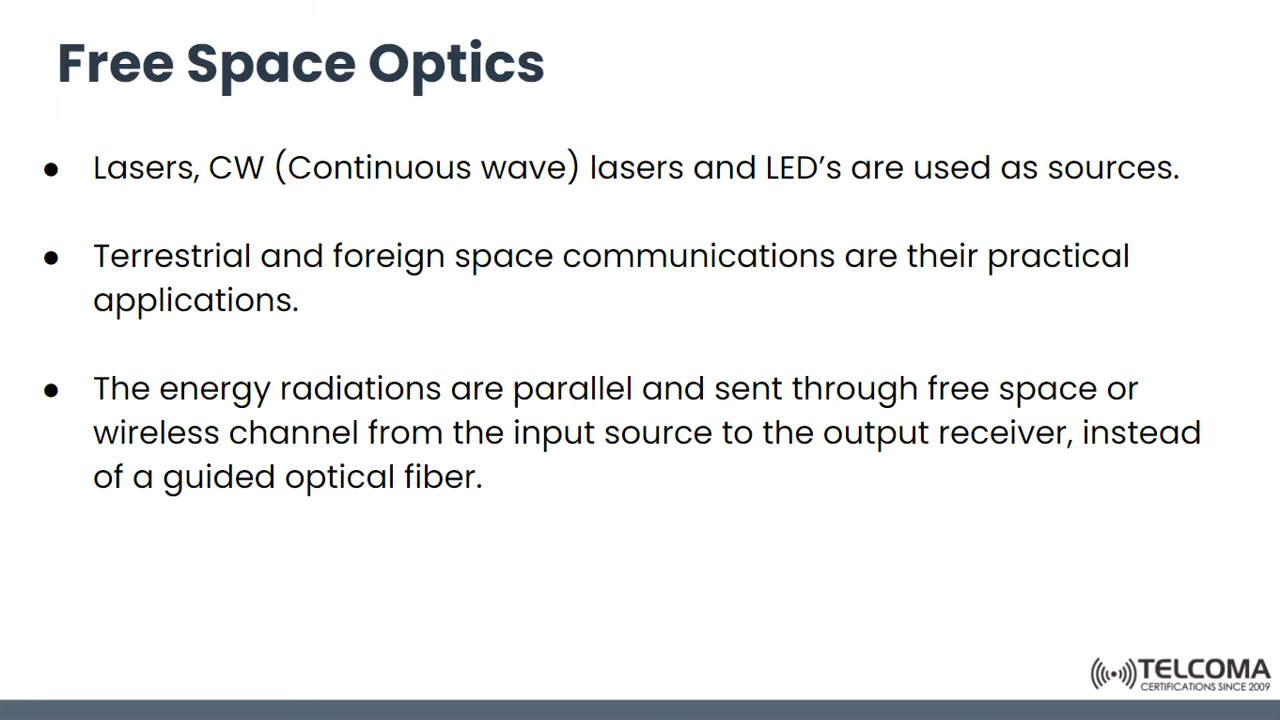 Free Space Optics
● Lasers, CW (Continuous wave) lasers and LED’s are used as sources.
● Terrestrial and foreign space communications are their practical
applications.
● The energy radiations are parallel and sent through free space or
wireless channel from the input source to the output receiver, instead
of a guided optical fiber.
TELCOMA
CERTIFICATIONS SINCE 2009